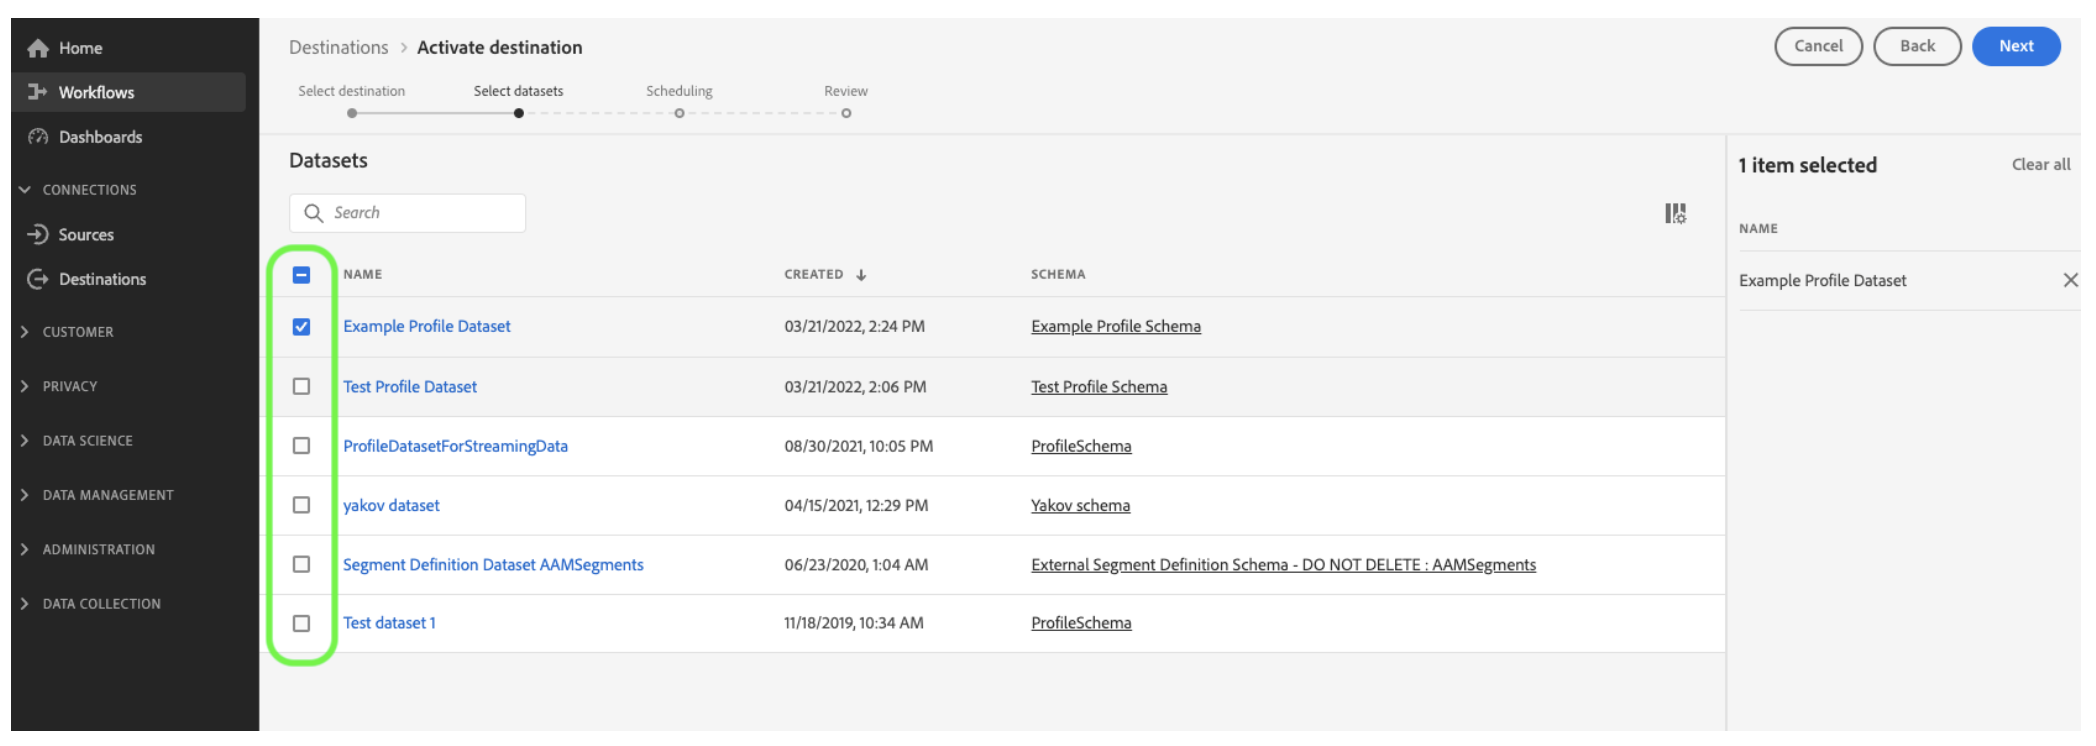 Home
Workflows
Dashboards
CONNECTIONS
Sources
Destinations
CUSTOMER
PRIVACY
DATA SCIENCE
DATA MANAGEMENT
ADMINISTRATION
DATA COLLECTION
Destinations > Activate destination
Cancel Back Next
Select destination Select datasets Scheduling Review
Datasets
Search
NAME CREATED ↓ SCHEMA
Example Profile Dataset 03/21/2022, 2:24 PM Example Profile Schema
Test Profile Dataset 03/21/2022, 2:06 PM Test Profile Schema
ProfileDatasetForStreamingData 08/30/2021, 10:05 PM ProfileSchema
yakov dataset 04/15/2021, 12:29 PM Yakov schema
Segment Definition Dataset AAMSegments 06/23/2020, 1:04 AM External Segment Definition Schema - DO NOT DELETE : AAMSegments
Test dataset 1 11/18/2019, 10:34 AM ProfileSchema
1 item selected Clear all
NAME
Example Profile Dataset